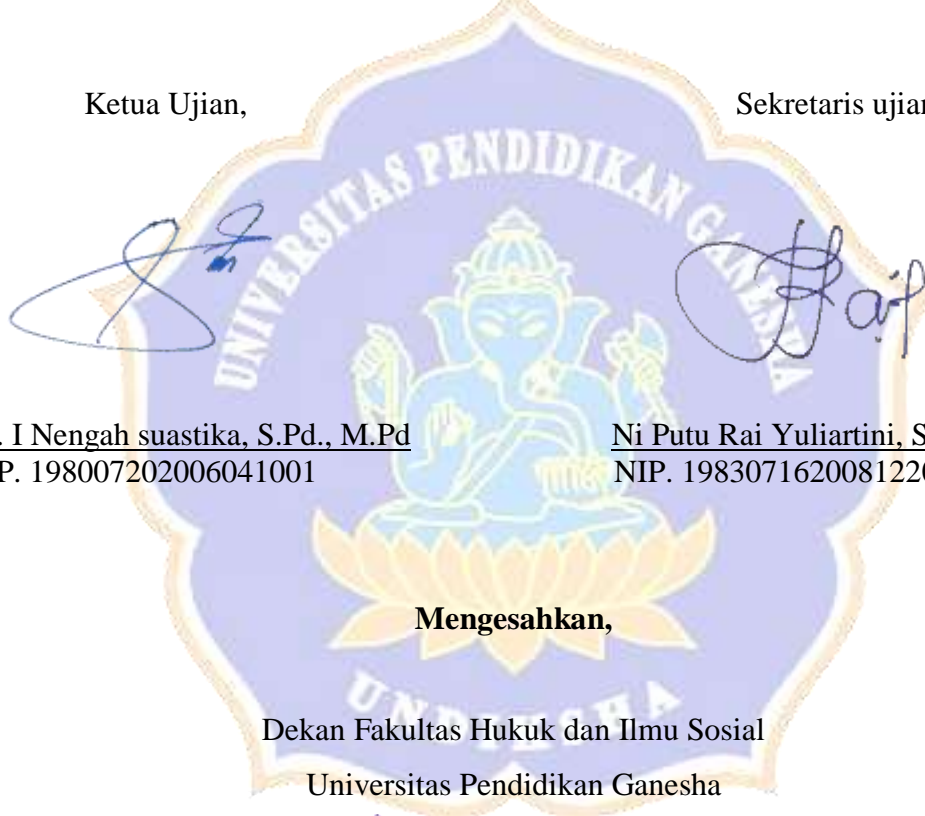 Ketua Ujian, Sekretaris ujian
UNIVERSITAS PENDIDIKAN GANESHA
. I Nengah suastika, S.Pd., M.Pd Ni Putu Rai Yuliartini, S
P. 198007202006041001 NIP. 1983071620081220
Mengesahkan,
UNDIKSHA
Dekan Fakultas Hukuk dan Ilmu Sosial
Universitas Pendidikan Ganesha